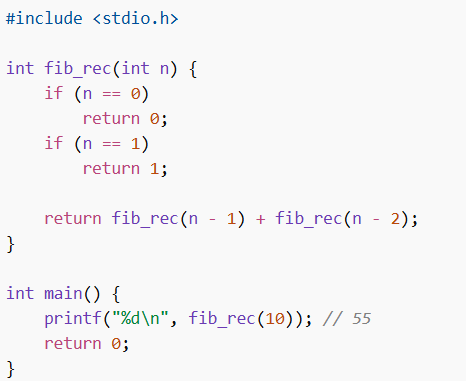 #include <stdio.h>

int fib_rec(int n) {
    if (n == 0)
        return 0;
    if (n == 1)
        return 1;

    return fib_rec(n - 1) + fib_rec(n - 2);
}

int main() {
    printf("%d\n", fib_rec(10)); // 55
    return 0;
}